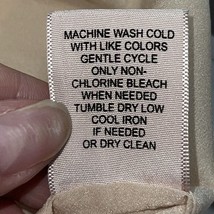 MACHINE WASH COLD
WITH LIKE COLORS
GENTLE CYCLE
ONLY NON-
CHLORINE BLEACH
WHEN NEEDED
TUMBLE DRY LOW
COOL IRON
IF NEEDED
OR DRY CLEAN